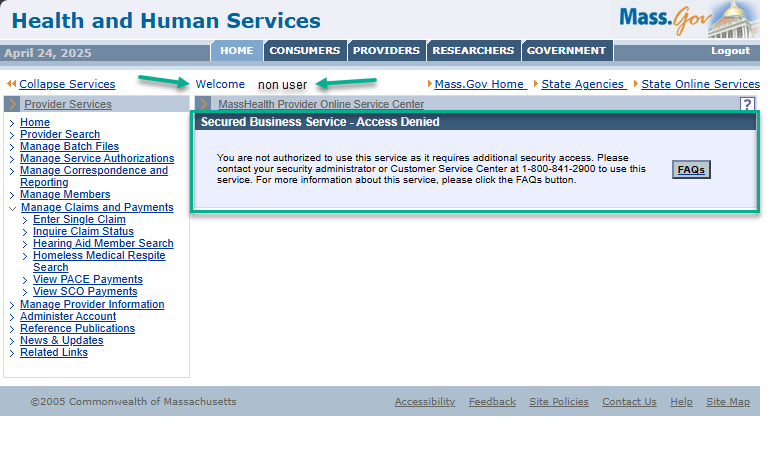 Health and Human Services
Mass.Gov
April 24, 2025
HOME CONSUMERS PROVIDERS RESEARCHERS GOVERNMENT
Logout
Collapse Services
Welcome non user
Mass.Gov Home State Agencies State Online Services
Provider Services
MassHealth Provider Online Service Center
?
Home
Provider Search
Manage Batch Files
Manage Service Authorizations
Manage Correspondence and
Reporting
Manage Members
Manage Claims and Payments
Enter Single Claim
Inquire Claim Status
Hearing Aid Member Search
Homeless Medical Respite
Search
View PACE Payments
View SCO Payments
Manage Provider Information
Administer Account
Reference Publications
News & Updates
Related Links
Secured Business Service - Access Denied
You are not authorized to use this service as it requires additional security access. Please
contact your security administrator or Customer Service Center at 1-800-841-2900 to use this
service. For more information about this service, please click the FAQs button.
FAQs
©2005 Commonwealth of Massachusetts
Accessibility Feedback Site Policies Contact Us Help Site Map